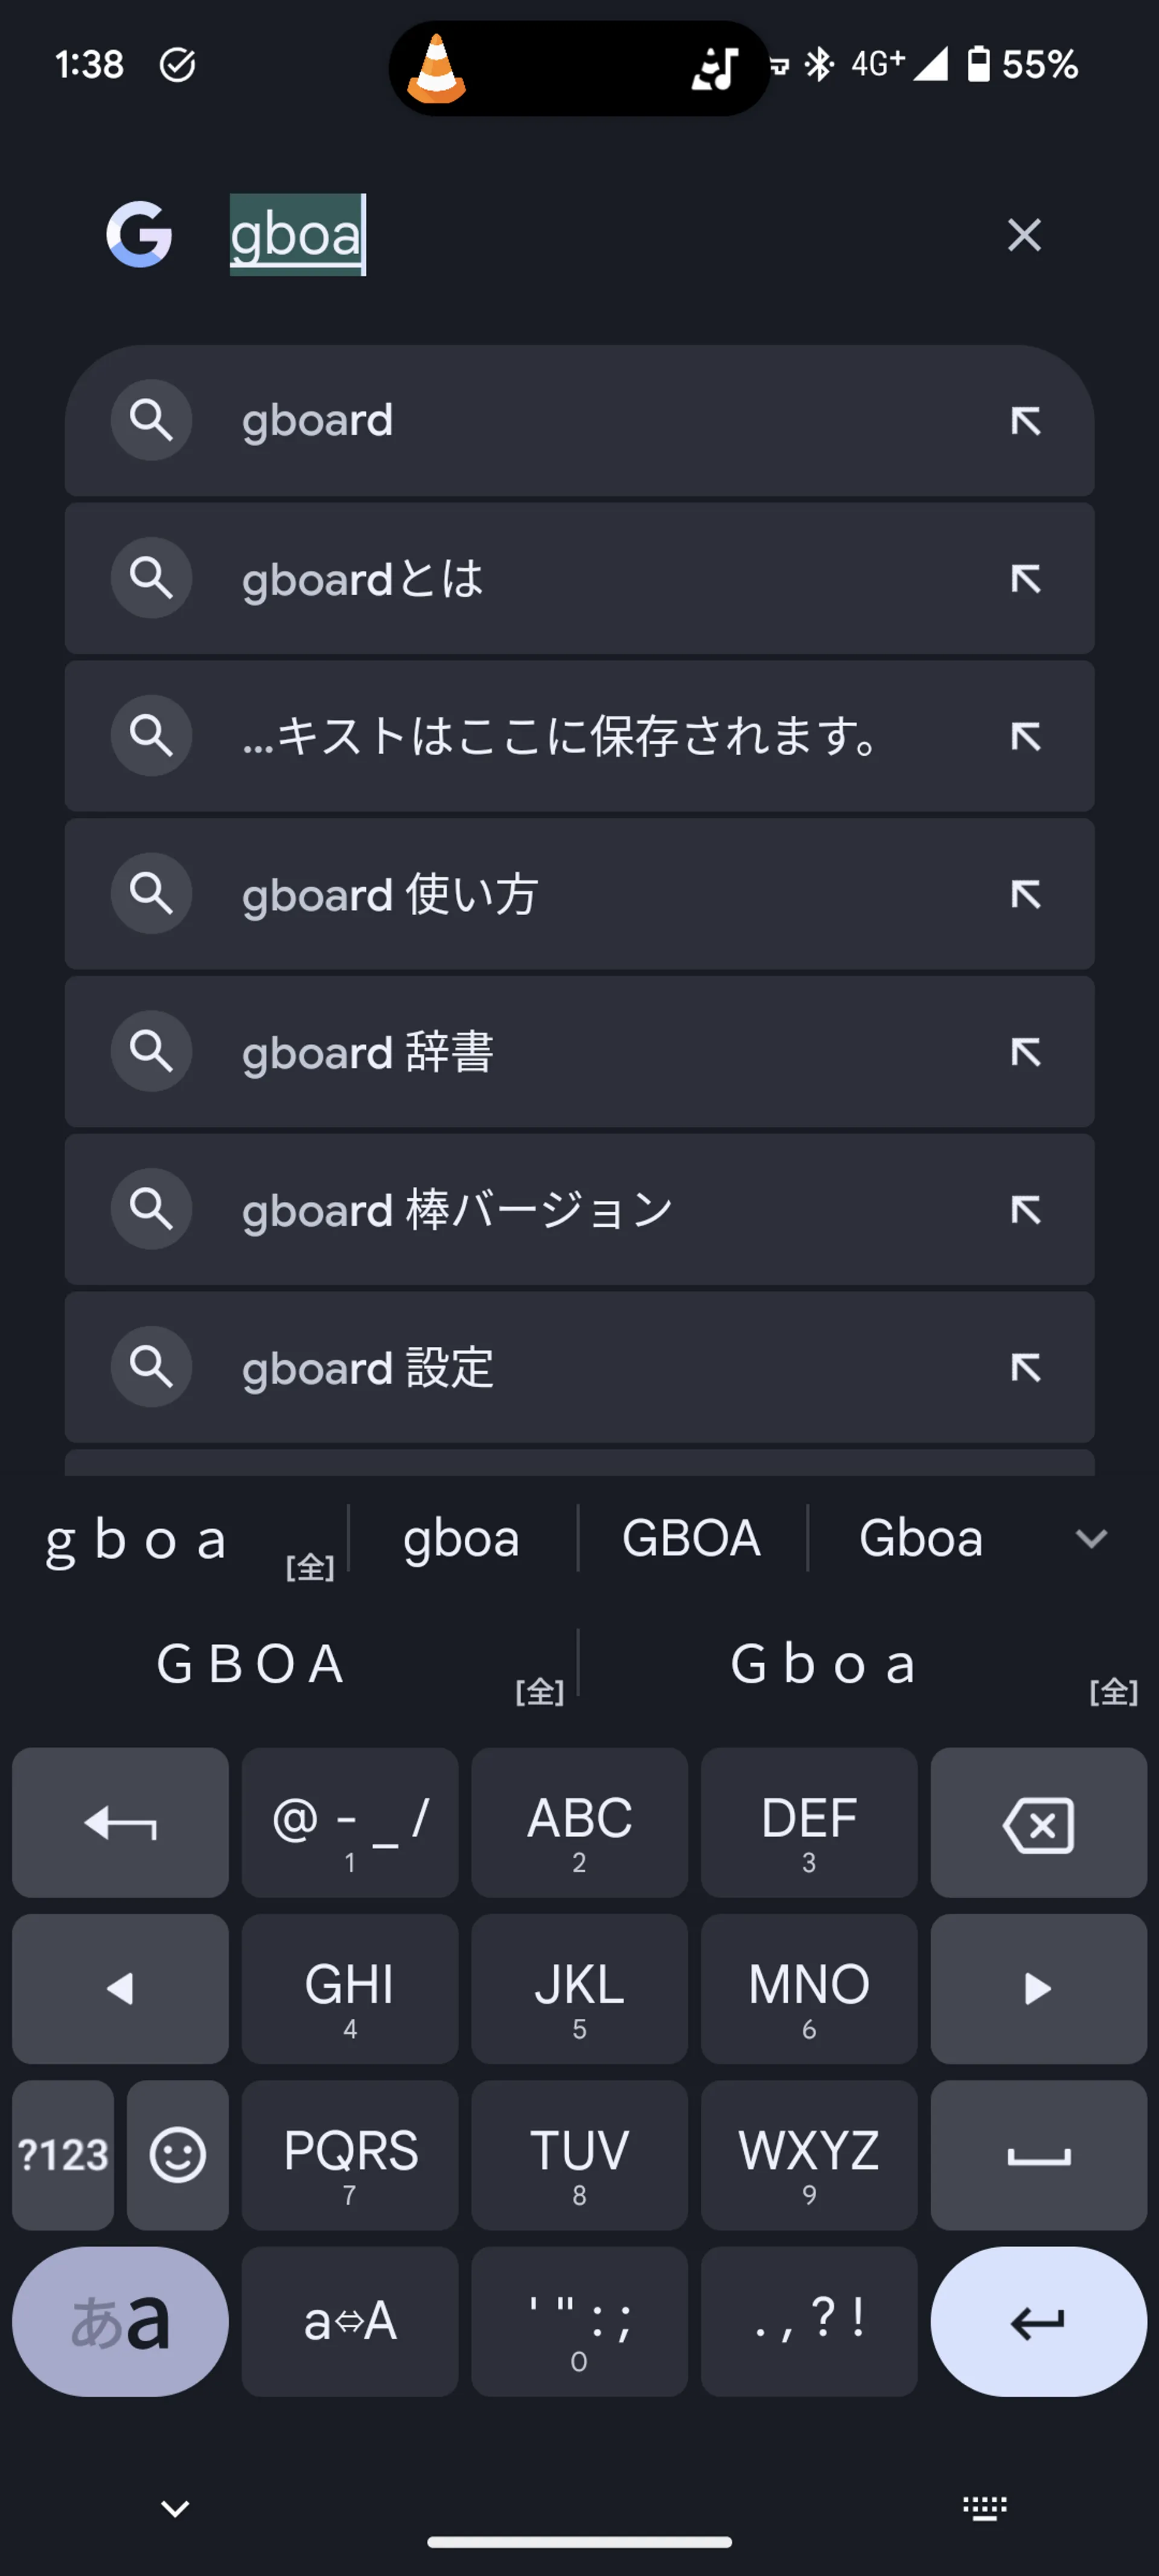 1:38 4G+ 55%
gboa
gboard
gboardとは
...キストはここに保存されます。
gboard 使い方
gboard 辞書
gboard 棒バージョン
gboard 設定
ｇｂｏａ [全] gboa GBOA Gboa
ＧＢＯＡ [全] Ｇｂｏａ [全]
@ - _ / ABC DEF
1 2 3
GHI JKL MNO
4 5 6
?123 PQRS TUV WXYZ
7 8 9
あa a⇔A ' " : ; . , ? !
0